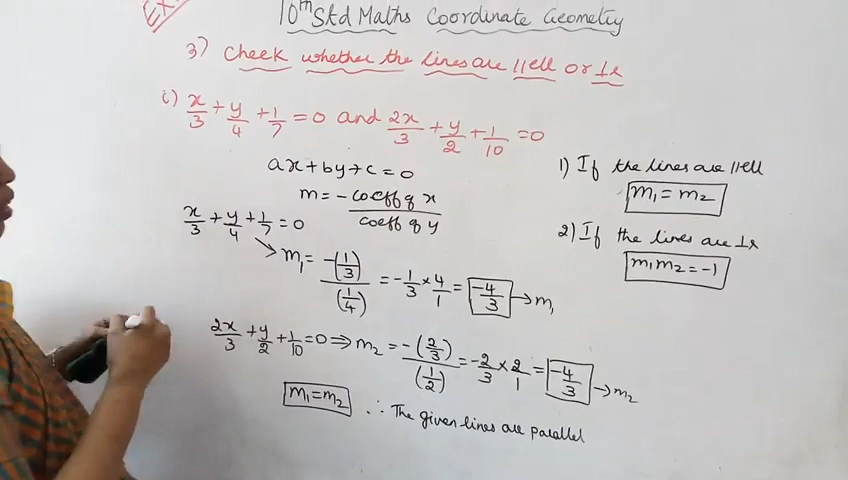 EX
10th Std Maths Coordinate Geometry
3) Check whether the lines are ||ell or ⊥r
i) x/3 + y/4 + 1/7 = 0 and 2x/3 + y/2 + 1/10 = 0
ax + by + c = 0
m = - coeff of x / coeff of y
x/3 + y/4 + 1/7 = 0
m₁ = -(1/3) / (1/4) = -1/3 × 4/1 = -4/3 → m₁
2x/3 + y/2 + 1/10 = 0 ⇒ m₂ = -(2/3) / (1/2) = -2/3 × 2/1 = -4/3 → m₂
m₁ = m₂ ∴ The given lines are parallel
1) If the lines are ||ell
m₁ = m₂
2) If the lines are ⊥r
m₁m₂ = -1